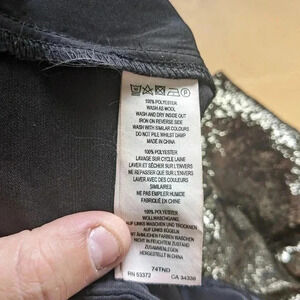 100% POLYESTER
WASH AS WOOL
WASH AND DRY INSIDE OUT
IRON ON REVERSE SIDE
WASH WITH SIMILAR COLOURS
DO NOT PILE WHILST DAMP
MADE IN CHINA
100% POLYESTER
LAVAGE SUR CYCLE LAINE
LAVER ET SÉCHER SUR L'ENVERS
NE REPASSER QUE SUR L'ENVERS
LAVER AVEC DES COULEURS
SIMILAIRES
NE PAS EMPILER HUMIDE
FABRIQUÉ EN CHINE
100% POLYESTER
WOLLWASCHGANG
AUF LINKS WASCHEN UND TROCKNEN
AUF LINKS BÜGELN
MIT ÄHNLICHEN FARBEN WASCHEN
NICHT IN FEUCHTEM ZUSTAND
ZUSAMMENLEGEN
HERGESTELLT IN CHINA
74TND
RN 53372 CA 34336